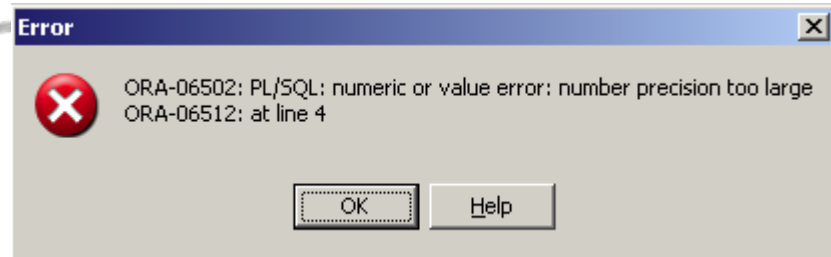 Error
ORA-06502: PL/SQL: numeric or value error: number precision too large
ORA-06512: at line 4
OK Help